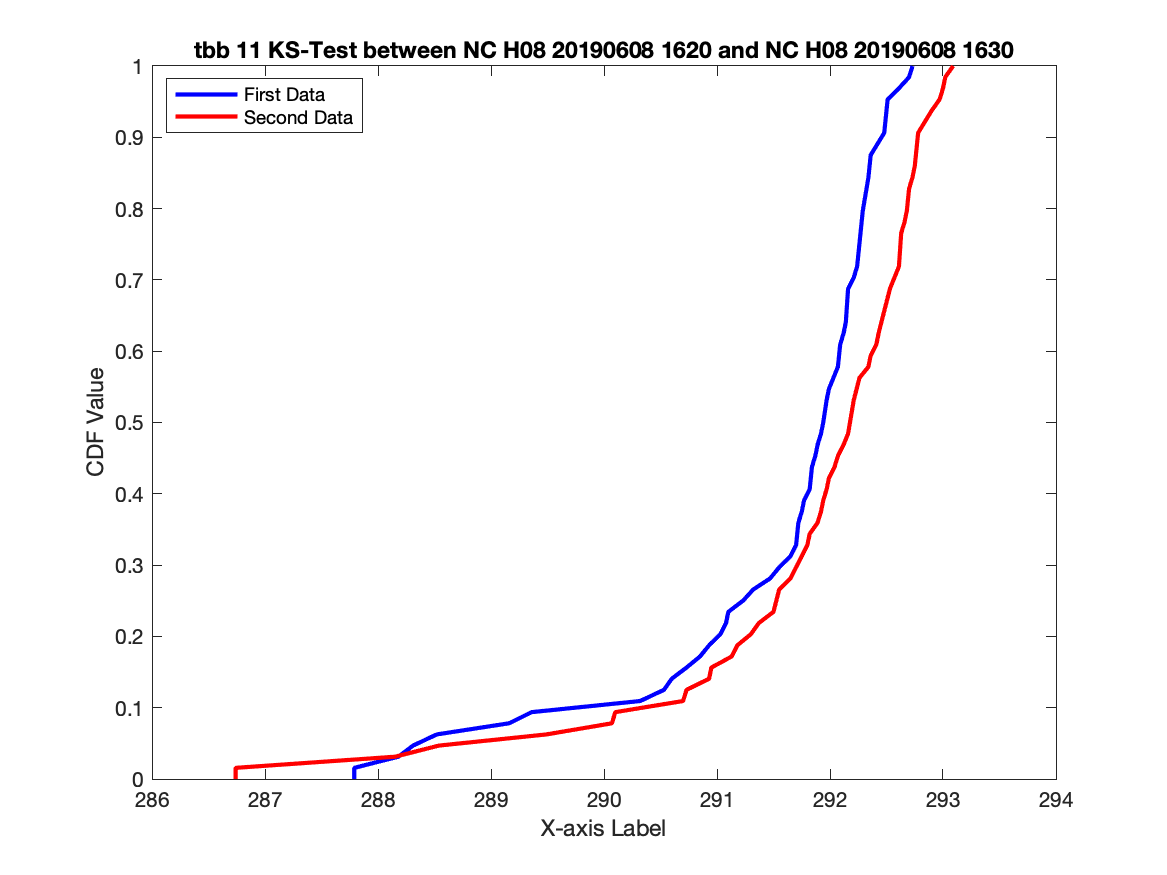 tbb 11 KS-Test between NC H08 20190608 1620 and NC H08 20190608 1630
First Data
Second Data
1
0.9
0.8
0.7
0.6
0.5
0.4
0.3
0.2
0.1
0
CDF Value
286 287 288 289 290 291 292 293 294
X-axis Label